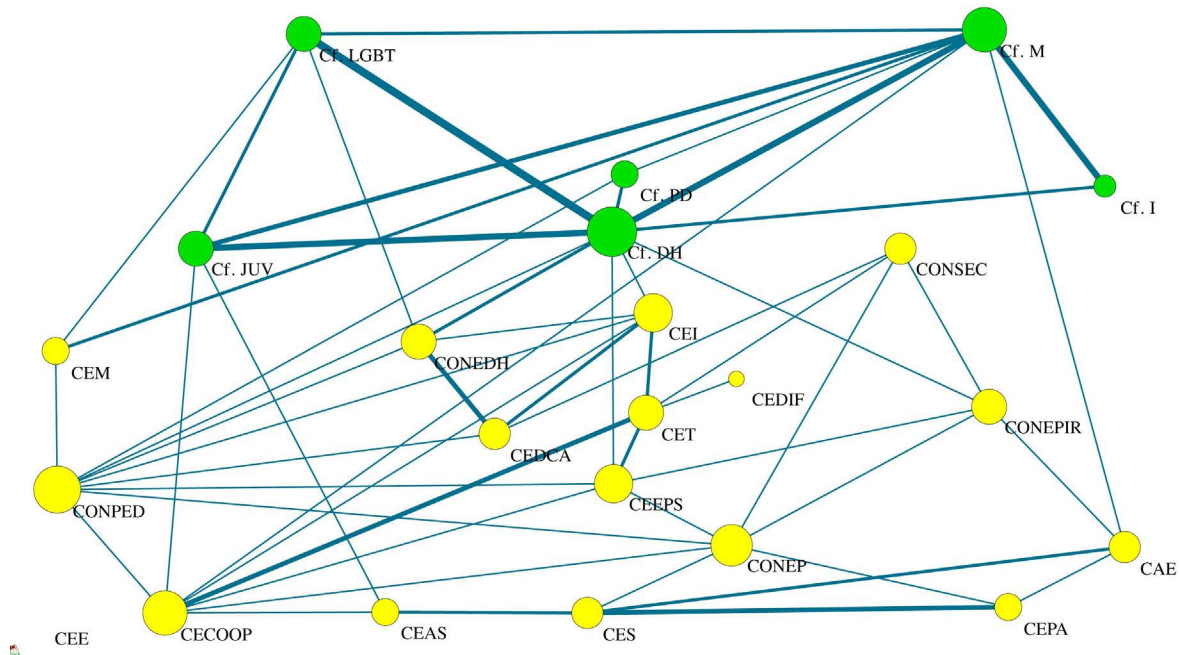 Cf. LGBT
Cf. M
Cf. PD
Cf. I
Cf. DH
Cf. JUV
CONSEC
CEI
CONEDH
CEM
CEDIF
CONEPIR
CET
CEDCA
CONPED
CEEPS
CONEP
CAE
CEE
CECOOP
CEAS
CES
CEPA